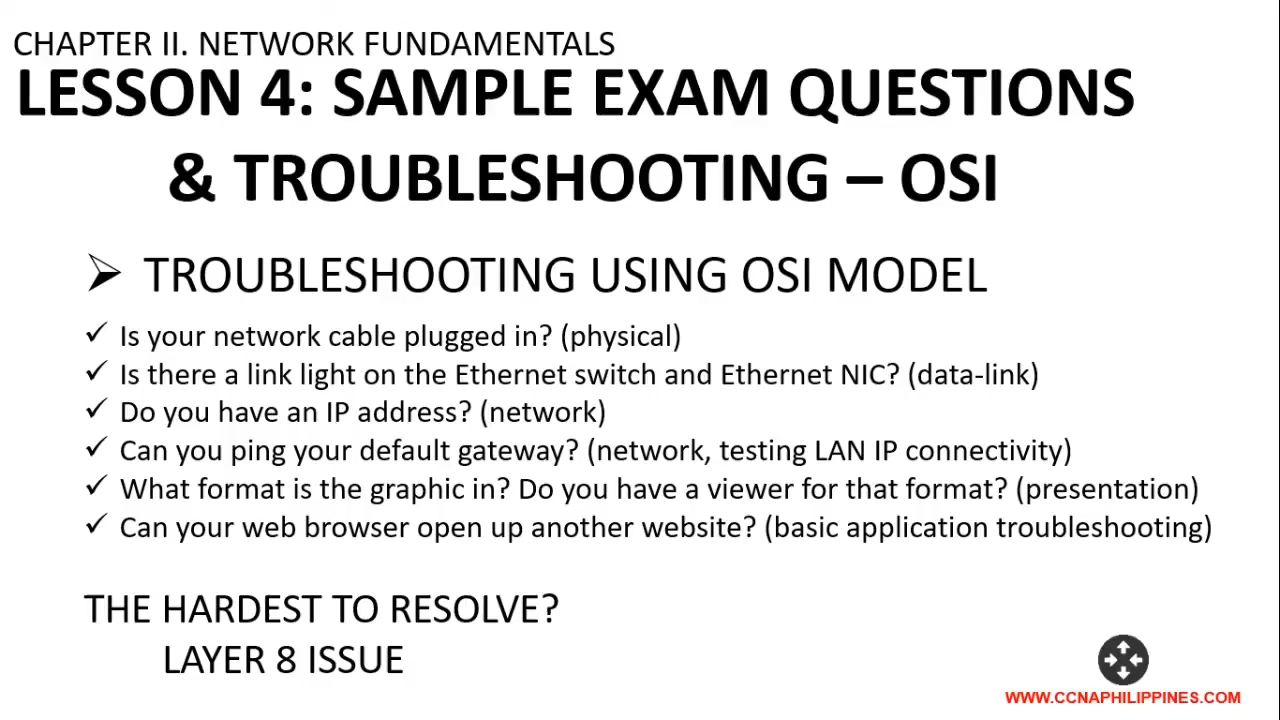 CHAPTER II. NETWORK FUNDAMENTALS
LESSON 4: SAMPLE EXAM QUESTIONS
& TROUBLESHOOTING – OSI
➢ TROUBLESHOOTING USING OSI MODEL
✓ Is your network cable plugged in? (physical)
✓ Is there a link light on the Ethernet switch and Ethernet NIC? (data-link)
✓ Do you have an IP address? (network)
✓ Can you ping your default gateway? (network, testing LAN IP connectivity)
✓ What format is the graphic in? Do you have a viewer for that format? (presentation)
✓ Can your web browser open up another website? (basic application troubleshooting)
THE HARDEST TO RESOLVE?
LAYER 8 ISSUE
WWW.CCNAPHILIPPINES.COM